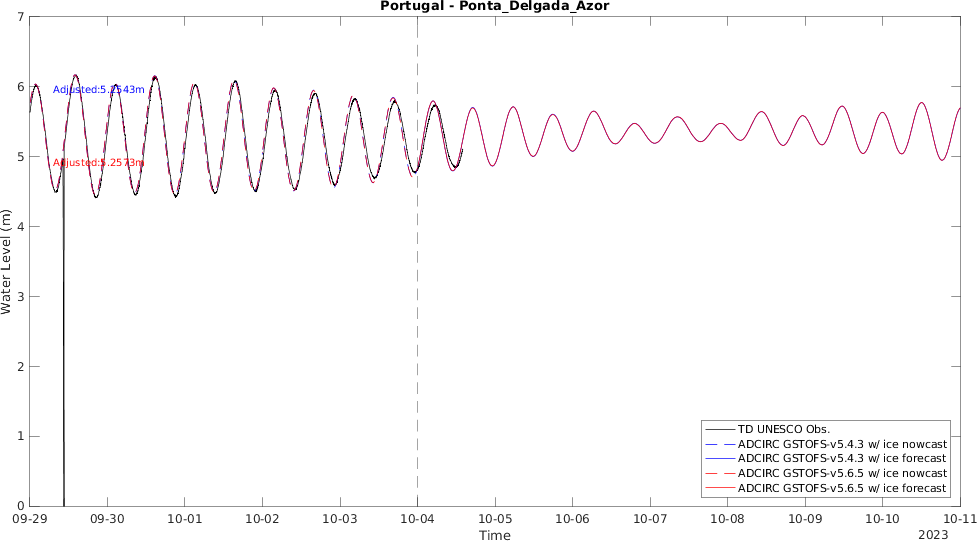 Portugal - Ponta_Delgada_Azor
7
6
5
4
3
2
1
0
Water Level (m)
Adjusted:5.2543m
Adjusted:5.2573m
TD UNESCO Obs.
ADCIRC GSTOFS-v5.4.3 w/ ice nowcast
ADCIRC GSTOFS-v5.4.3 w/ ice forecast
ADCIRC GSTOFS-v5.6.5 w/ ice nowcast
ADCIRC GSTOFS-v5.6.5 w/ ice forecast
09-29 09-30 10-01 10-02 10-03 10-04 10-05 10-06 10-07 10-08 10-09 10-10 10-11
Time
2023